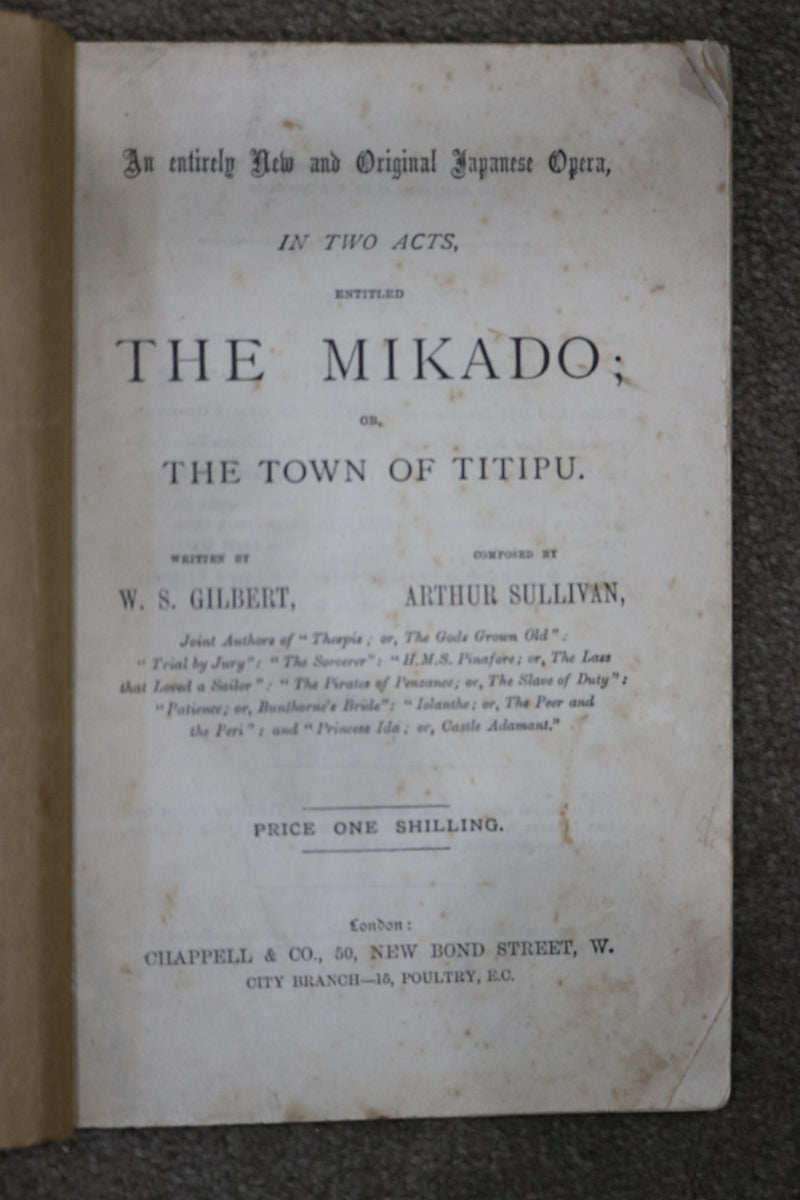 An entirely New and Original Japanese Opera,
IN TWO ACTS,
ENTITLED
THE MIKADO;
OR,
THE TOWN OF TITIPU.
WRITTEN BY
W. S. GILBERT,
COMPOSED BY
ARTHUR SULLIVAN,
Joint Authors of "Thespis; or, The Gods Grown Old":
"Trial by Jury": "The Sorcerer": "H.M.S. Pinafore; or, The Lass
that Loved a Sailor": "The Pirates of Penzance; or, The Slave of Duty":
"Patience; or, Bunthorne's Bride": "Iolanthe; or, The Peer and
the Peri": and "Princess Ida; or, Castle Adamant."
PRICE ONE SHILLING.
London:
CHAPPELL & CO., 50, NEW BOND STREET, W.
CITY BRANCH—15, POULTRY, E.C.